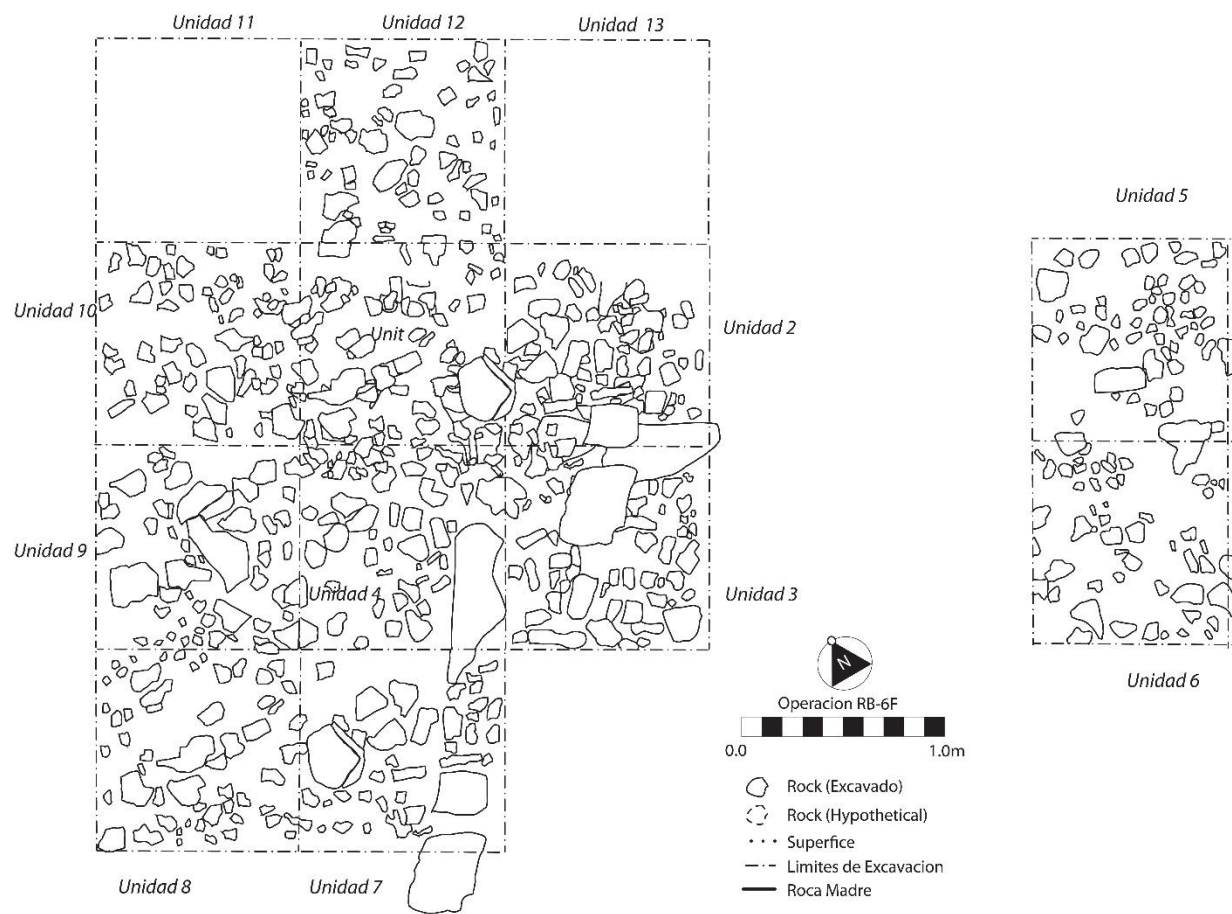 Unidad 11
Unidad 12
Unidad 13
Unidad 5
Unidad 10
Unit
Unidad 2
Unidad 9
Unidad 4
Unidad 3
N
Unidad 6
Operacion RB-6F
0.0
1.0m
Rock (Excavado)
Rock (Hypothetical)
Superfice
Limites de Excavacion
Roca Madre
Unidad 8
Unidad 7